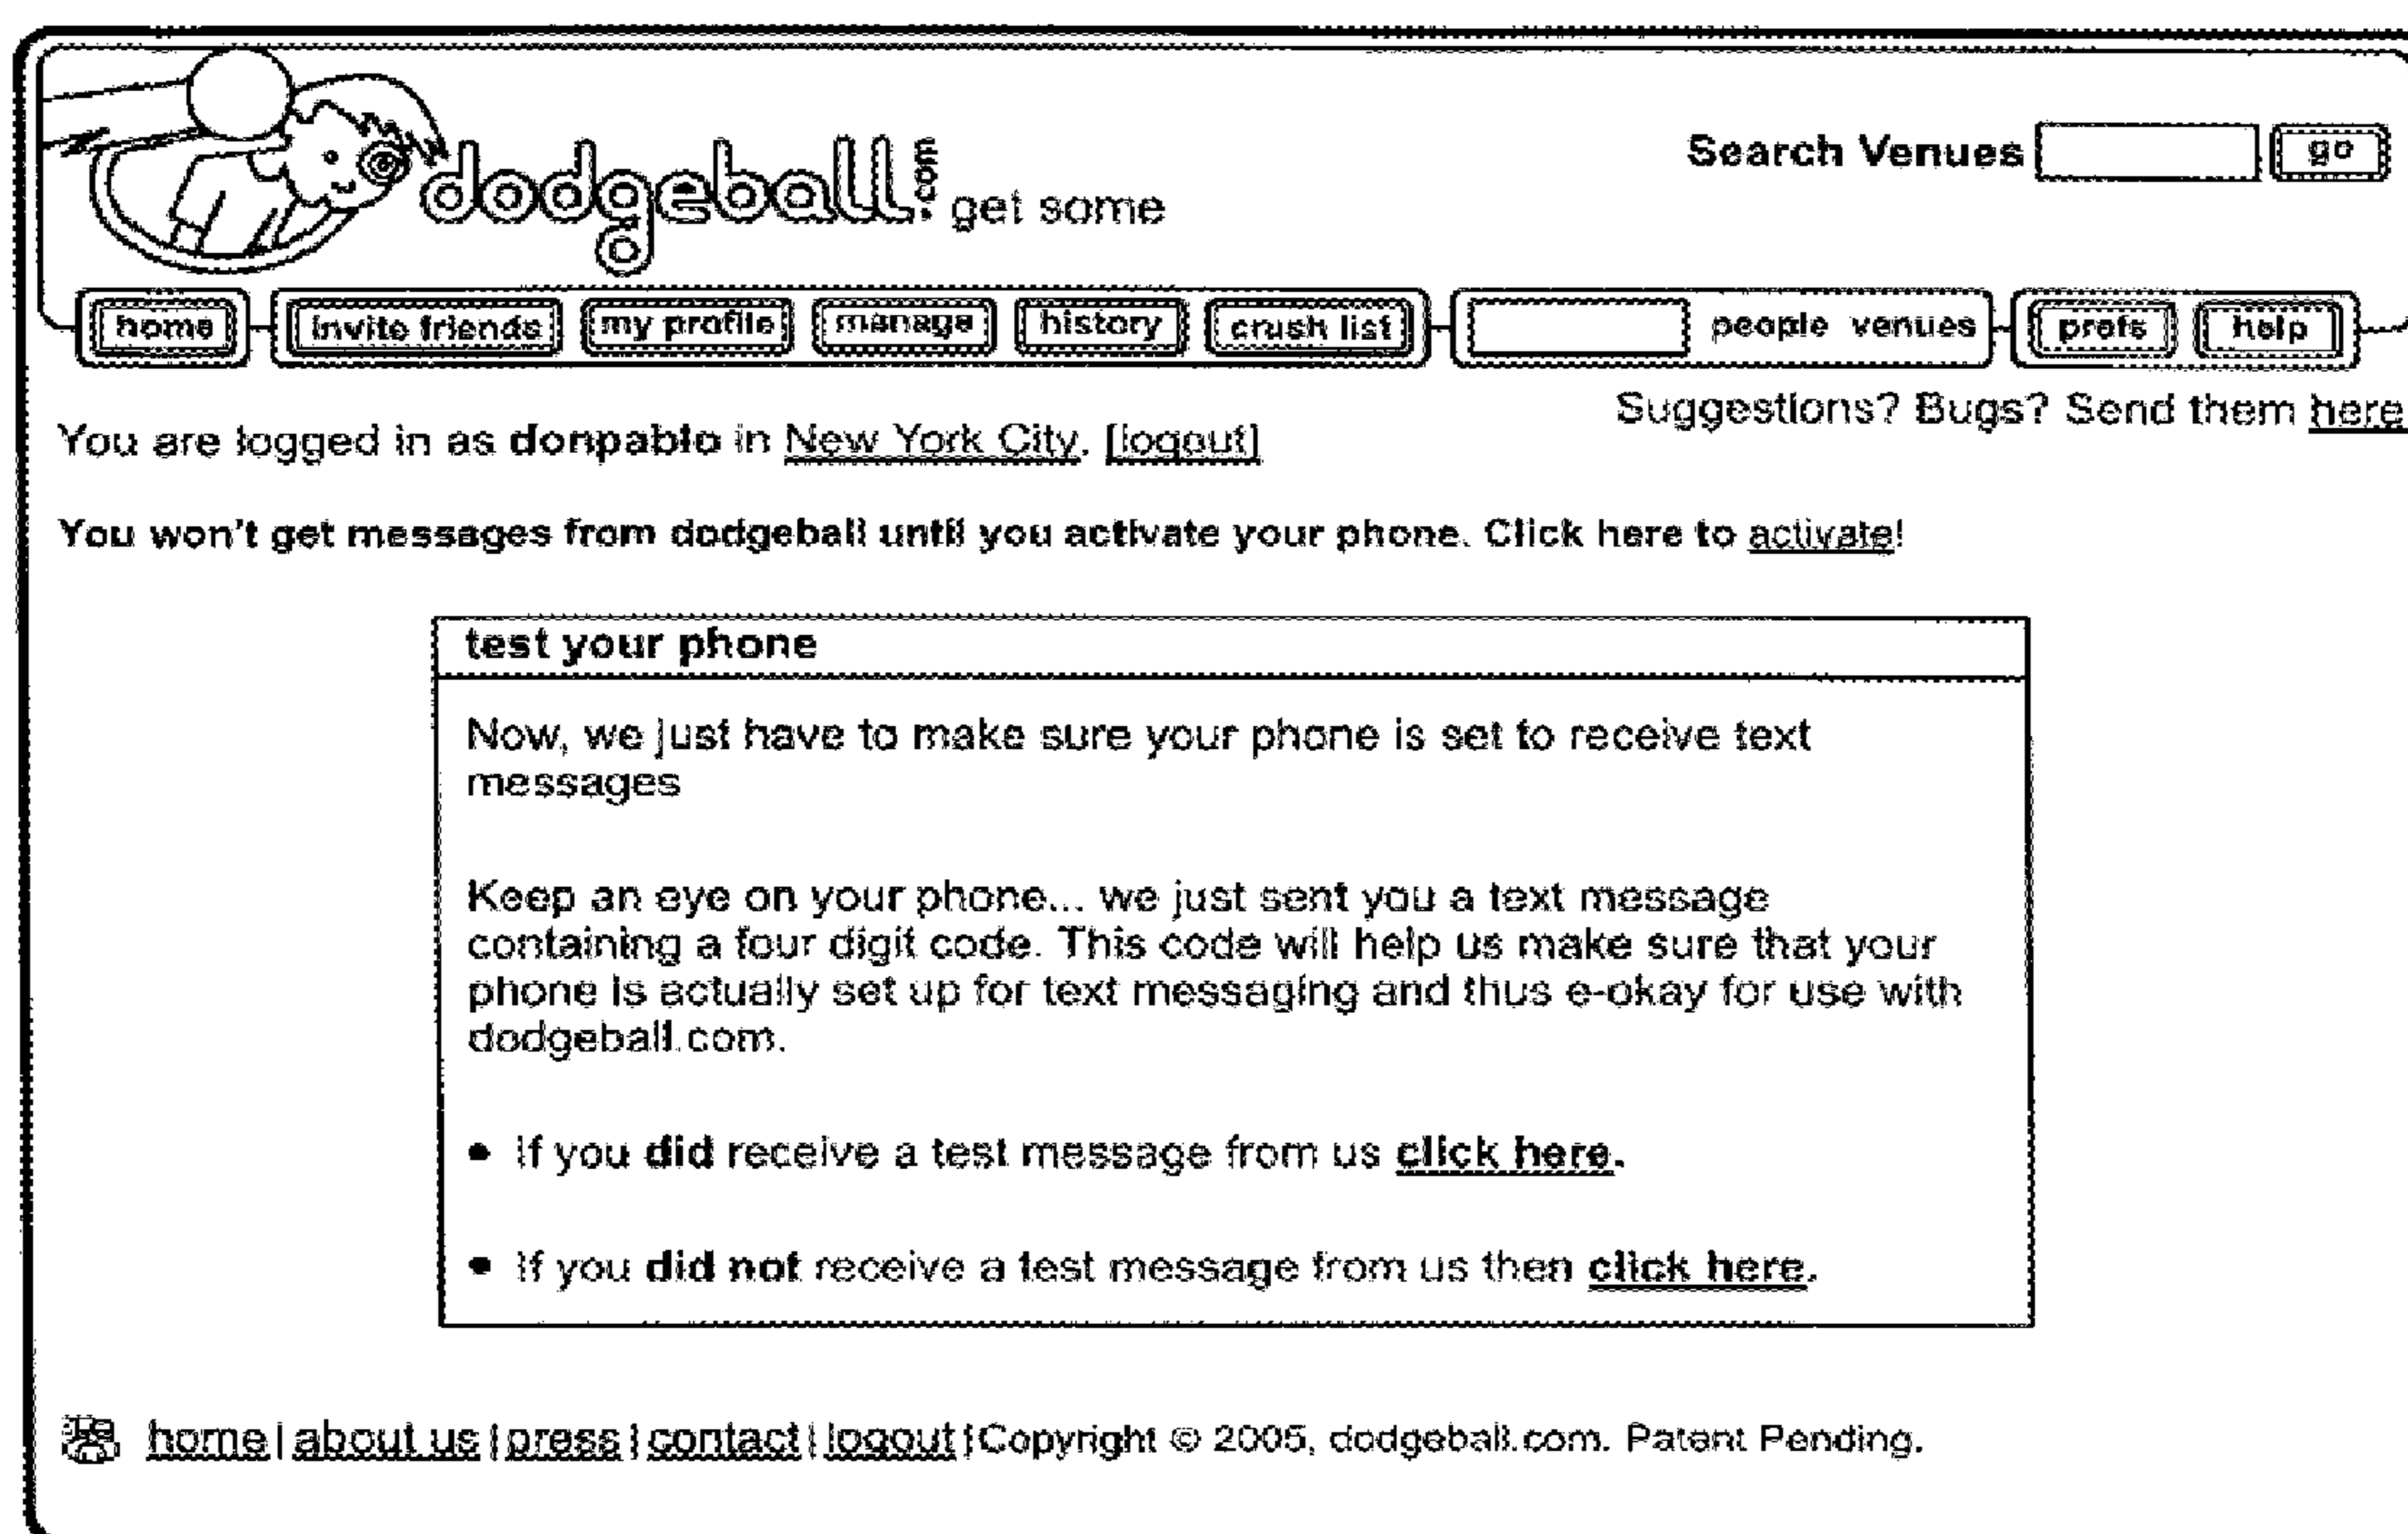 dodgeball.com get some
Search Venues go
home invite friends my profile manage history crush list people venues prefs help
Suggestions? Bugs? Send them here
You are logged in as donpablo in New York City. [logout]
You won't get messages from dodgeball until you activate your phone. Click here to activate!
test your phone
Now, we just have to make sure your phone is set to receive text
messages
Keep an eye on your phone... we just sent you a text message
containing a four digit code. This code will help us make sure that your
phone is actually set up for text messaging and thus e-okay for use with
dodgeball.com.
• If you did receive a test message from us click here.
• If you did not receive a test message from us then click here.
home | about us | press | contact | logout | Copyright © 2005, dodgeball.com. Patent Pending.